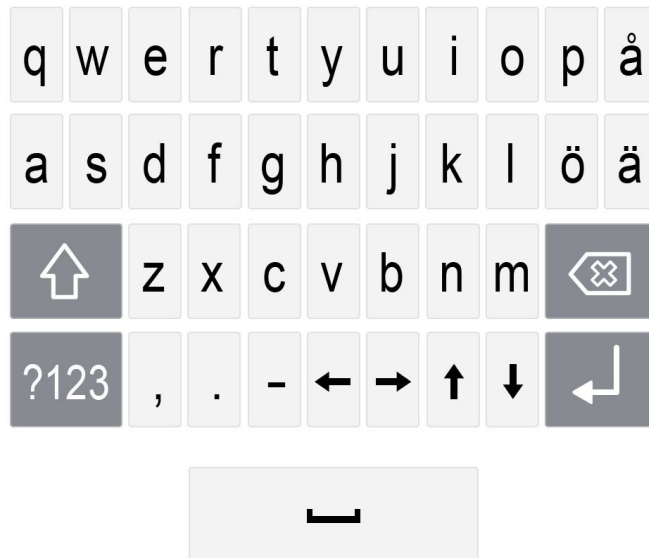 q w e r t y u i o p å
a s d f g h j k l ö ä
z x c v b n m
?123 , . - ← → ↑ ↓